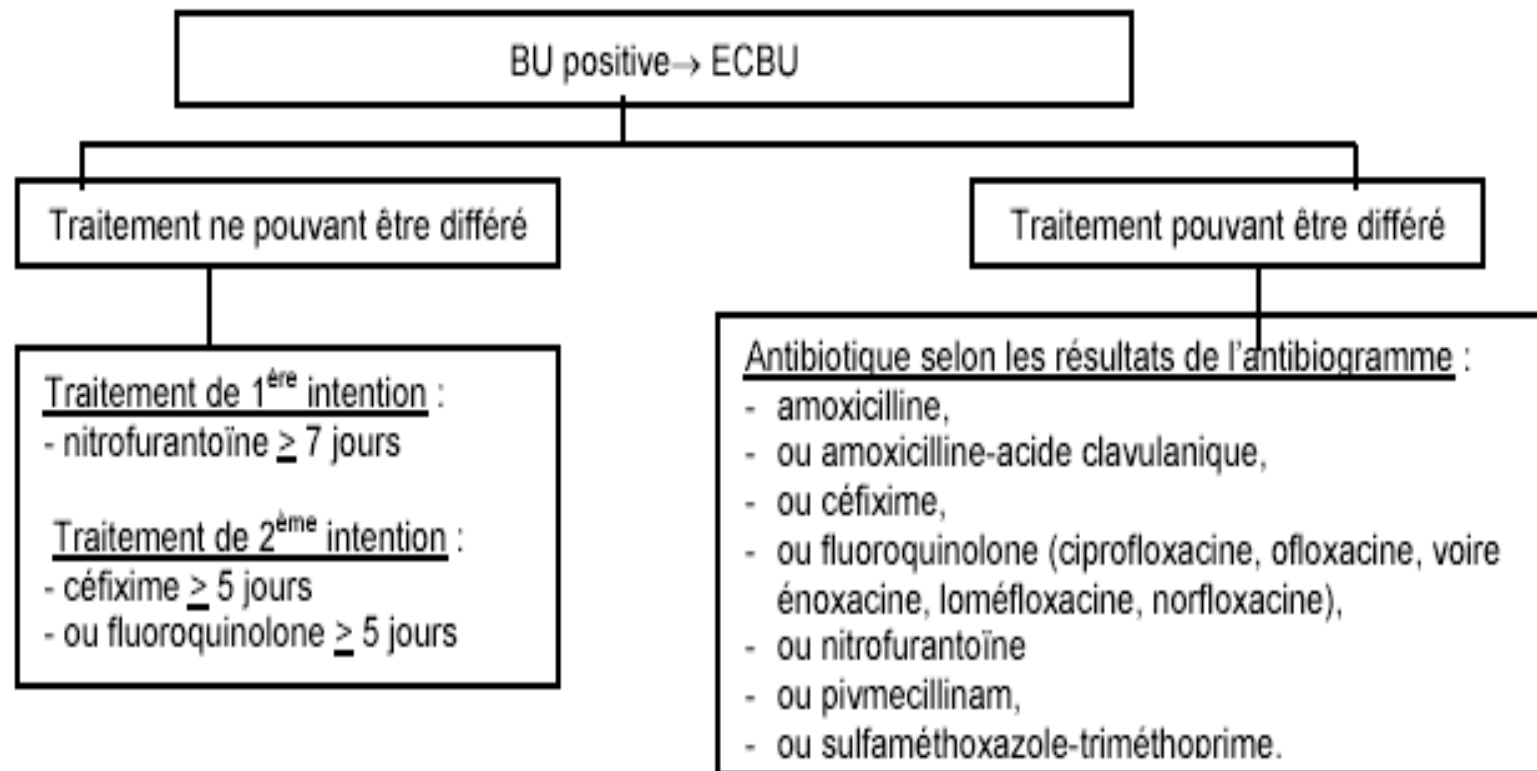 BU positive→ ECBU
Traitement ne pouvant être différé
Traitement pouvant être différé
Traitement de 1ère intention :
- nitrofurantoïne ≥ 7 jours
Traitement de 2ème intention :
- céfixime ≥ 5 jours
- ou fluoroquinolone ≥ 5 jours
Antibiotique selon les résultats de l'antibiogramme :
- amoxicilline,
- ou amoxicilline-acide clavulanique,
- ou céfixime,
- ou fluoroquinolone (ciprofloxacine, ofloxacine, voire
énoxacine, loméfloxacine, norfloxacine),
- ou nitrofurantoïne
- ou pivmecillinam,
- ou sulfaméthoxazole-triméthoprime.